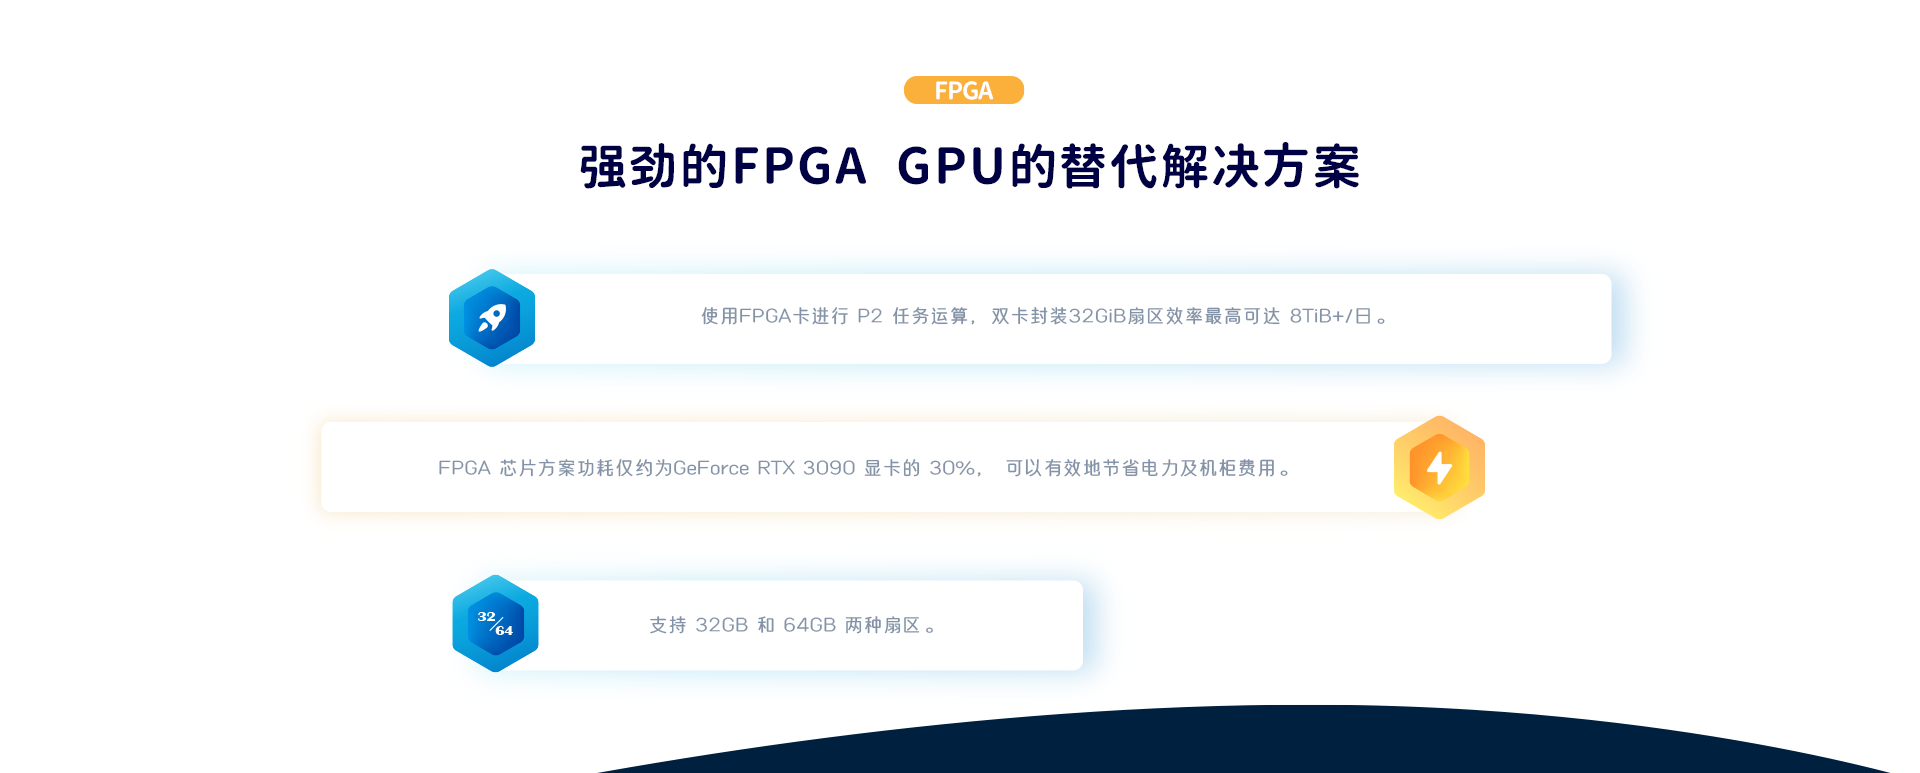 FPGA
强劲的FPGA GPU的替代解决方案
使用FPGA卡进行 P2 任务运算，双卡封装32GiB扇区效率最高可达 8TiB+/日。
FPGA 芯片方案功耗仅约为GeForce RTX 3090 显卡的 30%， 可以有效地节省电力及机柜费用。
32/64
支持 32GB 和 64GB 两种扇区。